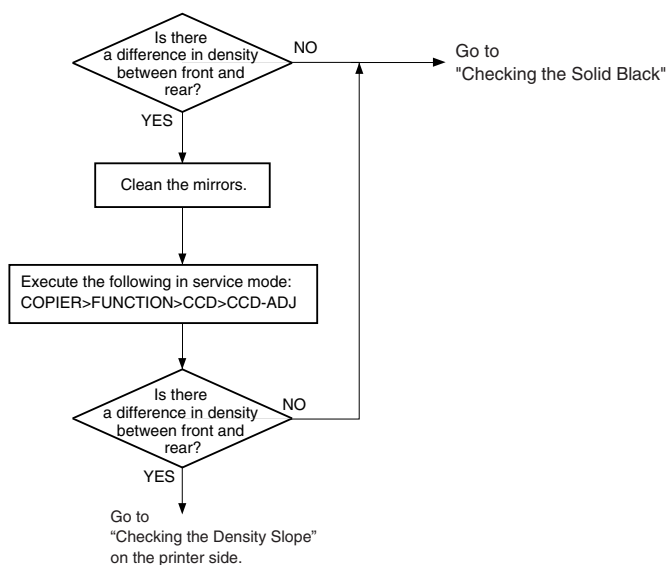 Is there
a difference in density
between front and
rear?
NO
Go to
"Checking the Solid Black"
YES
Clean the mirrors.
Execute the following in service mode:
COPIER>FUNCTION>CCD>CCD-ADJ
Is there
a difference in density
between front and
rear?
NO
YES
Go to
“Checking the Density Slope”
on the printer side.